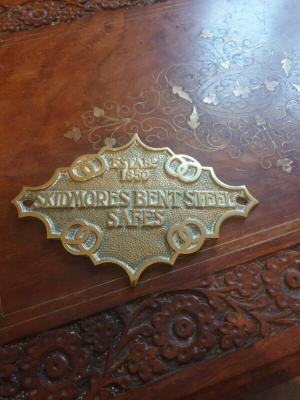 ESTABD
1850
SKIDMORE'S BENT STEEL
SAFES